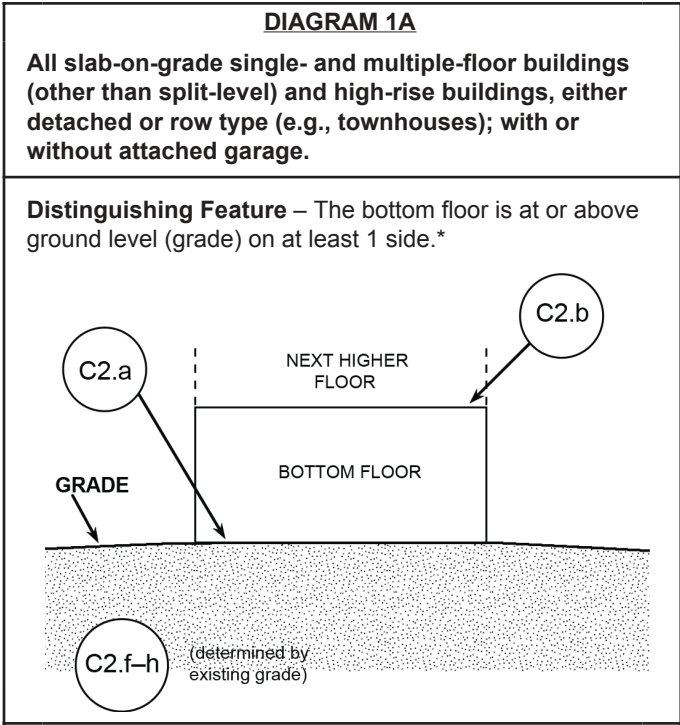 DIAGRAM 1A
All slab-on-grade single- and multiple-floor buildings
(other than split-level) and high-rise buildings, either
detached or row type (e.g., townhouses); with or
without attached garage.
Distinguishing Feature – The bottom floor is at or above
ground level (grade) on at least 1 side.*
C2.b
NEXT HIGHER
FLOOR
C2.a
BOTTOM FLOOR
GRADE
C2.f–h
(determined by
existing grade)